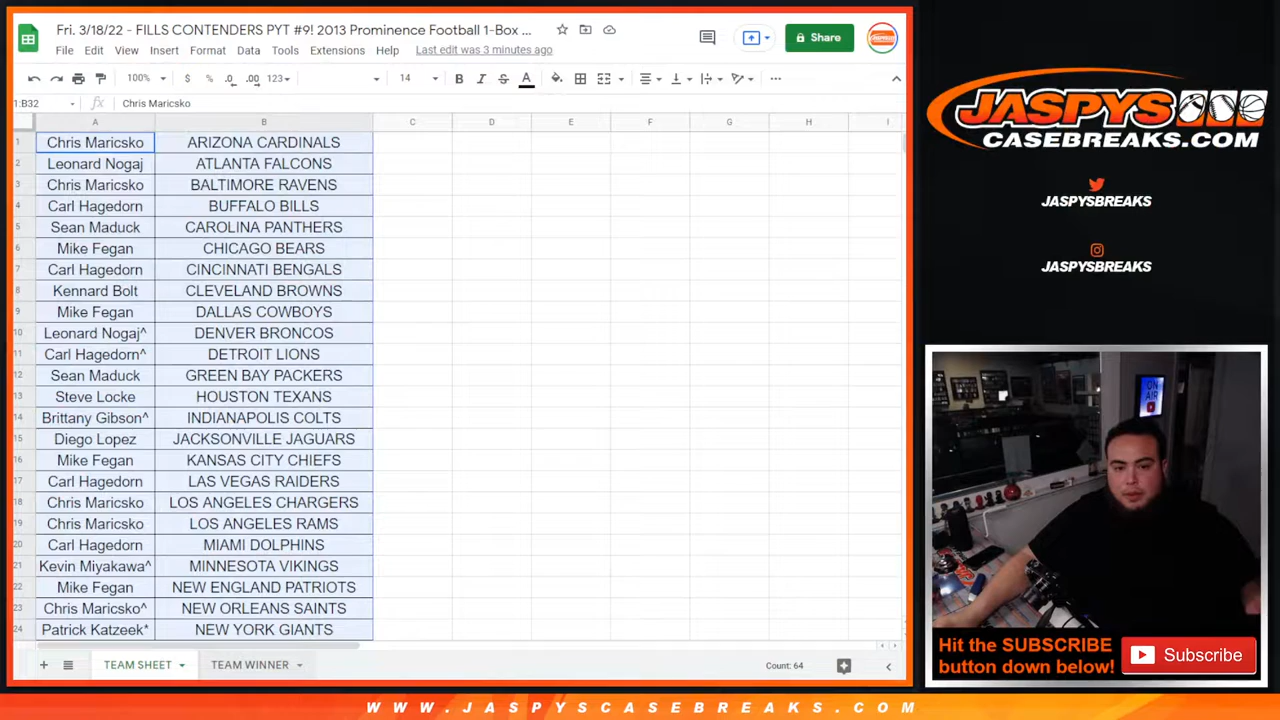 Fri. 3/18/22 - FILLS CONTENDERS PYT #9! 2013 Prominence Football 1-Box ...
File Edit View Insert Format Data Tools Extensions Help Last edit was 3 minutes ago
Share
100% $ % .0 .00 123 14 B I S A
1:B32 fx Chris Maricsko
A B C D E F G H I
1 Chris Maricsko ARIZONA CARDINALS
2 Leonard Nogaj ATLANTA FALCONS
3 Chris Maricsko BALTIMORE RAVENS
4 Carl Hagedorn BUFFALO BILLS
5 Sean Maduck CAROLINA PANTHERS
6 Mike Fegan CHICAGO BEARS
7 Carl Hagedorn CINCINNATI BENGALS
8 Kennard Bolt CLEVELAND BROWNS
9 Mike Fegan DALLAS COWBOYS
10 Leonard Nogaj^ DENVER BRONCOS
11 Carl Hagedorn^ DETROIT LIONS
12 Sean Maduck GREEN BAY PACKERS
13 Steve Locke HOUSTON TEXANS
14 Brittany Gibson^ INDIANAPOLIS COLTS
15 Diego Lopez JACKSONVILLE JAGUARS
16 Mike Fegan KANSAS CITY CHIEFS
17 Carl Hagedorn LAS VEGAS RAIDERS
18 Chris Maricsko LOS ANGELES CHARGERS
19 Chris Maricsko LOS ANGELES RAMS
20 Carl Hagedorn MIAMI DOLPHINS
21 Kevin Miyakawa^ MINNESOTA VIKINGS
22 Mike Fegan NEW ENGLAND PATRIOTS
23 Chris Maricsko^ NEW ORLEANS SAINTS
24 Patrick Katzeek* NEW YORK GIANTS
TEAM SHEET TEAM WINNER Count: 64
JASPYS
CASEBREAKS.COM
JASPYSBREAKS
JASPYSBREAKS
ON
AIR
Hit the SUBSCRIBE
button down below!
Subscribe
WWW.JASPYSCASEBREAKS.COM